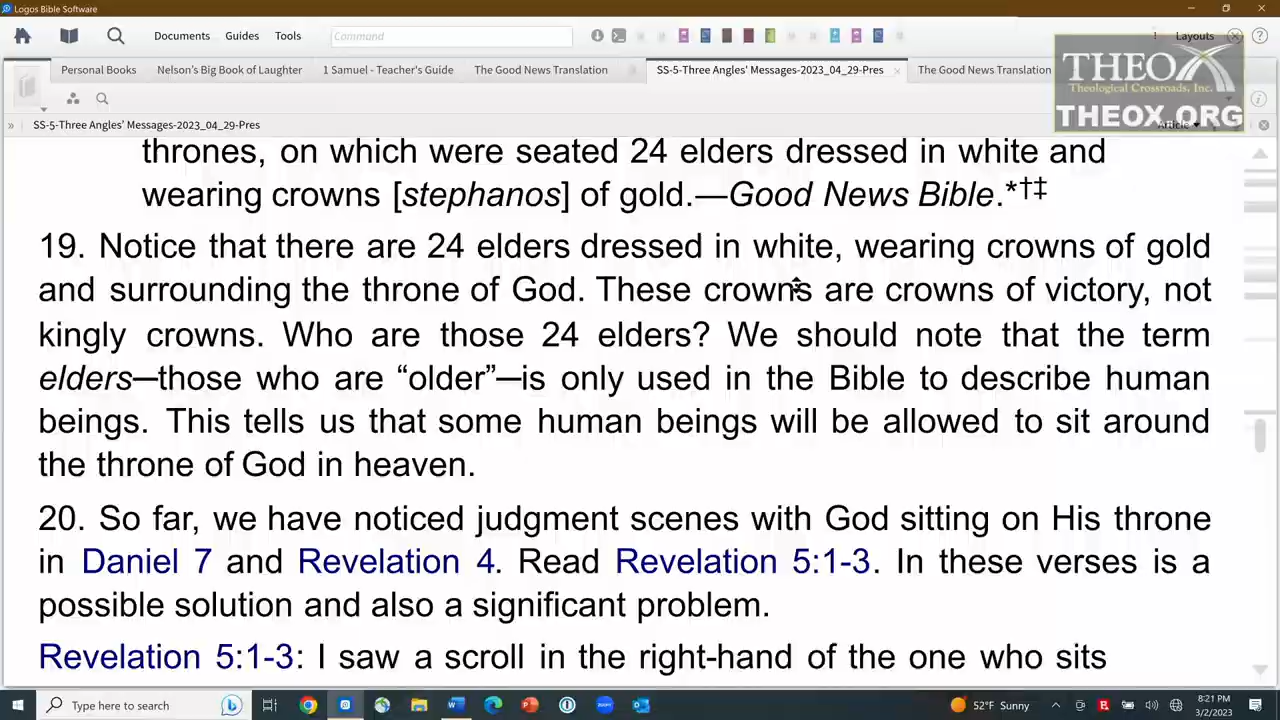 Logos Bible Software
Documents Guides Tools Command Layouts
Personal Books Nelson's Big Book of Laughter 1 Samuel - Teacher's Guide The Good News Translation SS-5-Three Angles' Messages-2023_04_29-Pres The Good News Translation
THEOX
Theological Crossroads, Inc.
THEOX.ORG
SS-5-Three Angles' Messages-2023_04_29-Pres Article
thrones, on which were seated 24 elders dressed in white and
wearing crowns [stephanos] of gold.—Good News Bible.*†‡
19. Notice that there are 24 elders dressed in white, wearing crowns of gold
and surrounding the throne of God. These crowns are crowns of victory, not
kingly crowns. Who are those 24 elders? We should note that the term
elders—those who are “older”—is only used in the Bible to describe human
beings. This tells us that some human beings will be allowed to sit around
the throne of God in heaven.
20. So far, we have noticed judgment scenes with God sitting on His throne
in Daniel 7 and Revelation 4. Read Revelation 5:1-3. In these verses is a
possible solution and also a significant problem.
Revelation 5:1-3: I saw a scroll in the right-hand of the one who sits
Type here to search 52°F Sunny 8:21 PM
3/2/2023